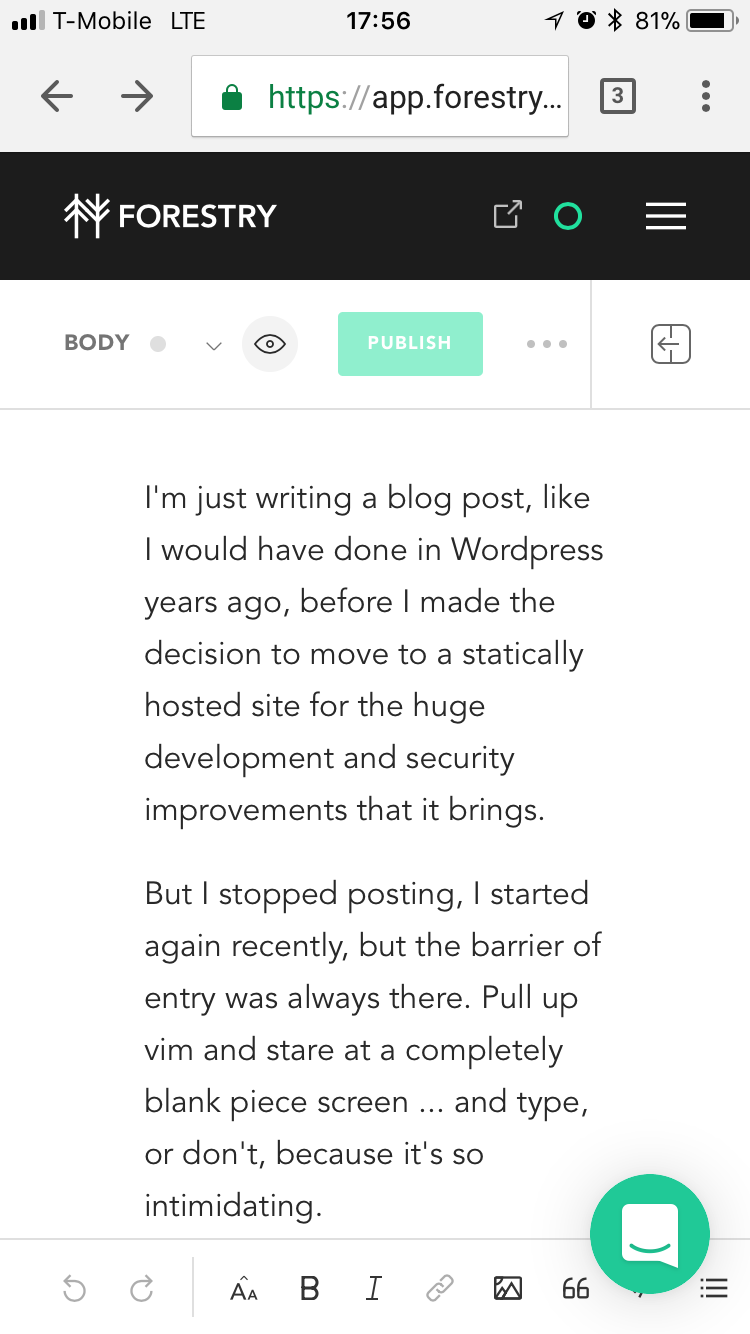 T-Mobile LTE 17:56 81%
https://app.forestry... 3
FORESTRY
BODY PUBLISH
I'm just writing a blog post, like
I would have done in Wordpress
years ago, before I made the
decision to move to a statically
hosted site for the huge
development and security
improvements that it brings.
But I stopped posting, I started
again recently, but the barrier of
entry was always there. Pull up
vim and stare at a completely
blank piece screen ... and type,
or don't, because it's so
intimidating.